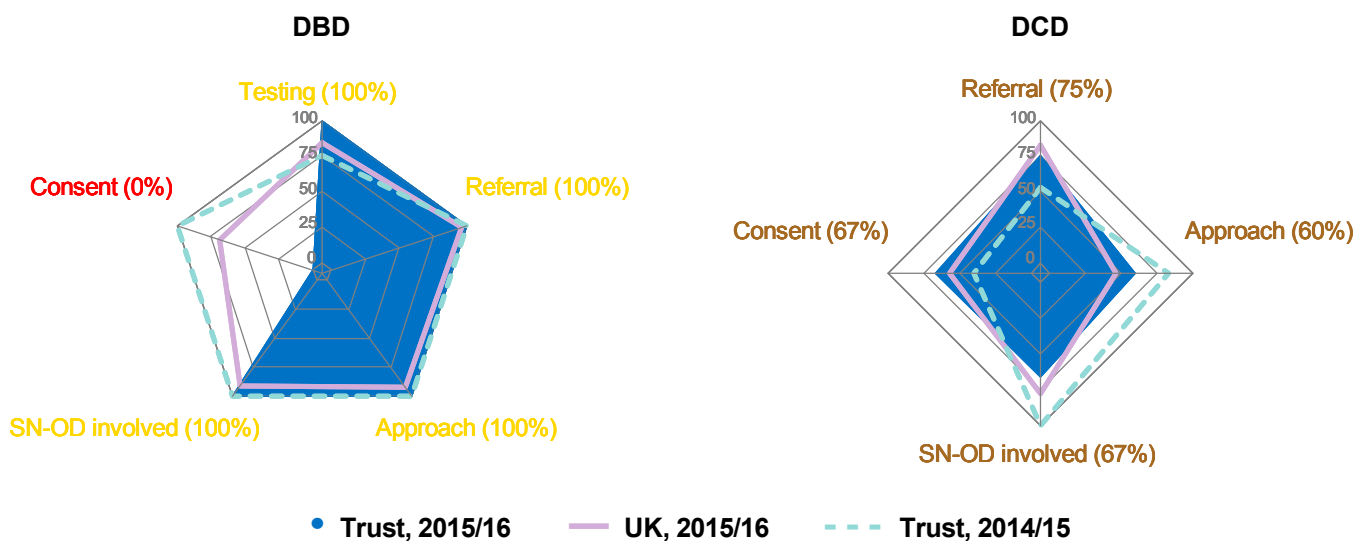 DBD
Testing (100%)
100
75
50
25
0
Consent (0%)
Referral (100%)
SN-OD involved (100%)
Approach (100%)
DCD
Referral (75%)
100
75
50
25
0
Consent (67%)
Approach (60%)
SN-OD involved (67%)
Trust, 2015/16
UK, 2015/16
Trust, 2014/15